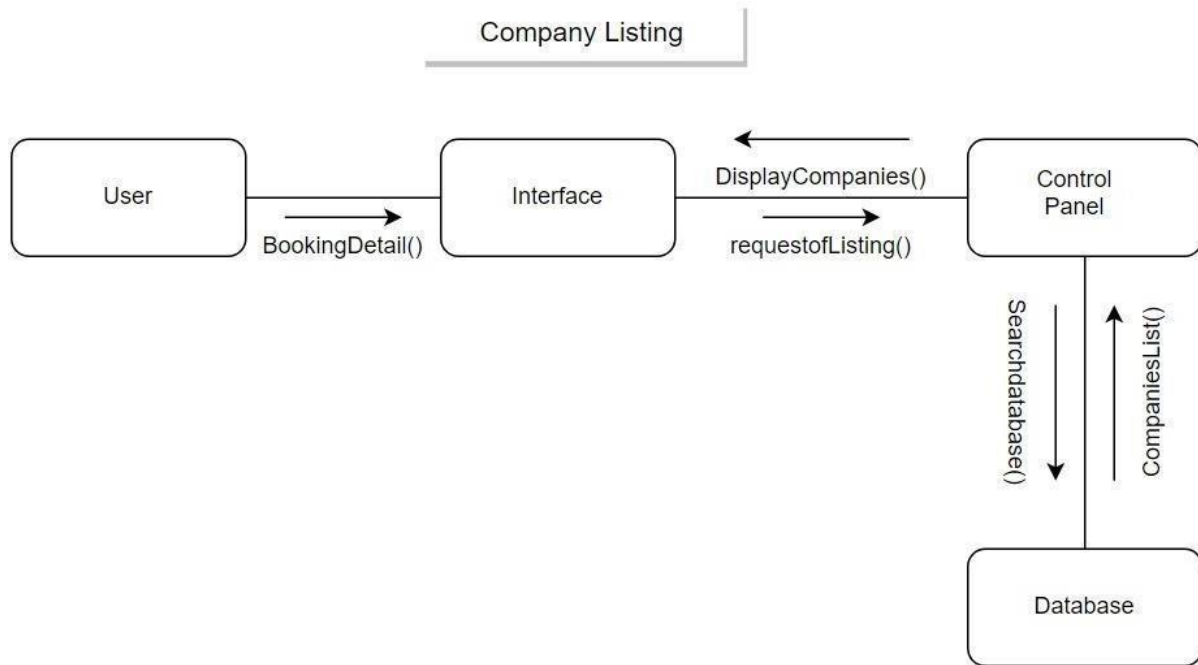 Company Listing
User
Interface
DisplayCompanies()
Control
Panel
BookingDetail()
requestofListing()
Searchdatabase()
CompaniesList()
Database